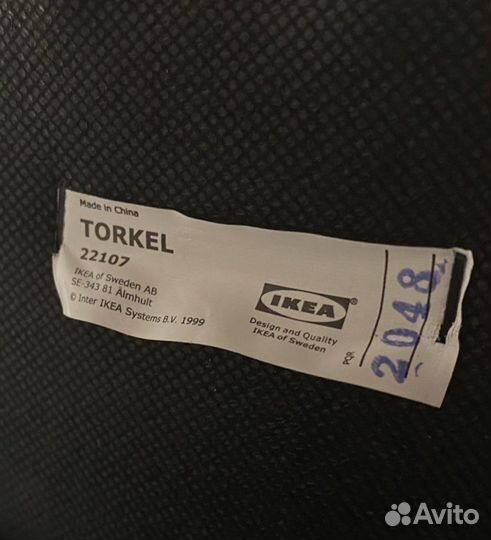 Made in China
TORKEL
22107
IKEA of Sweden AB
SE-343 81 Älmhult
© Inter IKEA Systems B.V. 1999
IKEA
Design and Quality
IKEA of Sweden
PQR
2048
Avito